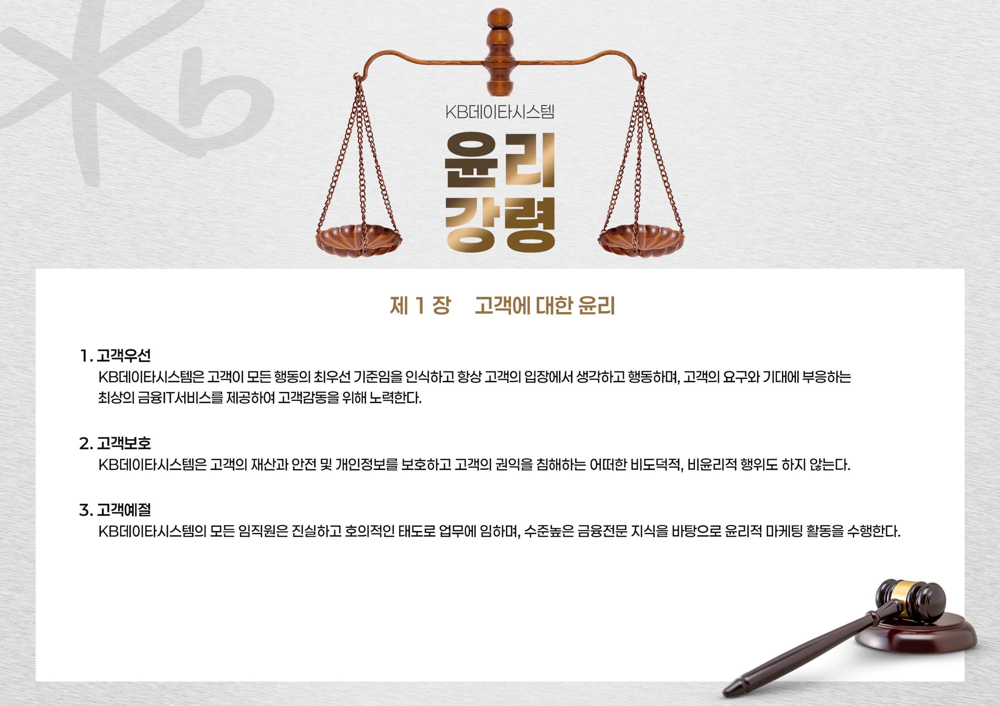 Kb
KB데이타시스템
윤리
강령
제 1 장 고객에 대한 윤리
1. 고객우선
KB데이타시스템은 고객이 모든 행동의 최우선 기준임을 인식하고 항상 고객의 입장에서 생각하고 행동하며, 고객의 요구와 기대에 부응하는
최상의 금융IT서비스를 제공하여 고객감동을 위해 노력한다.
2. 고객보호
KB데이타시스템은 고객의 재산과 안전 및 개인정보를 보호하고 고객의 권익을 침해하는 어떠한 비도덕적, 비윤리적 행위도 하지 않는다.
3. 고객예절
KB데이타시스템의 모든 임직원은 진실하고 호의적인 태도로 업무에 임하며, 수준높은 금융전문 지식을 바탕으로 윤리적 마케팅 활동을 수행한다.